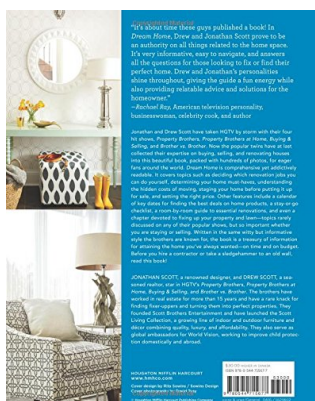 "It's about time these guys published a book! In
Dream Home, Drew and Jonathan Scott prove to be
an authority on all things related to the home space.
It's very informative, easy to navigate, and answers
all the questions for those looking to fix or find their
perfect home. Drew and Jonathan's personalities
shine throughout, giving the guide a fun energy while
also providing relatable advice and solutions for the
homeowner."
—Rachael Ray, American television personality,
businesswoman, celebrity cook, and author
Jonathan and Drew Scott have taken HGTV by storm with their four
hit shows, Property Brothers, Property Brothers at Home, Buying &
Selling, and Brother vs. Brother. Now the popular twins have at last
collected their expertise on buying, selling, and renovating houses
into this beautiful book, packed with hundreds of photos, for eager
fans around the world. Dream Home is comprehensive yet addictively
readable. It covers topics such as deciding which renovation jobs you
can do yourself, determining your must-haves, understanding
the hidden costs of moving, staging your home before putting it up
for sale, and setting the right price. Other features include a calendar
of key dates for finding the best deals on home products, a stay-or-go
checklist, a room-by-room guide to essential renovations, and even a
chapter devoted to fixing up your property and lawn—topics rarely
discussed on any of their popular shows, but so important whether
you are staying or selling. Written in the same witty but informative
style the brothers are known for, the book is a treasury of information
for attaining the home you've always wanted—on time and on budget.
Before you hire a contractor or take a sledgehammer to an old wall,
read this book!
JONATHAN SCOTT, a renowned designer, and DREW SCOTT, a sea-
soned realtor, star in HGTV's Property Brothers, Property Brothers at
Home, Buying & Selling, and Brother vs. Brother. The brothers have
worked in real estate for more than 15 years and have a rare knack for
finding fixer-uppers and turning them into perfect properties. They
founded Scott Brothers Entertainment and have launched the Scott
Living Collection, a growing line of indoor and outdoor furniture and
décor combining quality, luxury, and affordability. They also serve as
global ambassadors for World Vision, working to improve child protec-
tion domestically and abroad.
HOUGHTON MIFFLIN HARCOURT
www.hmhco.com
Cover design by
Cover photography by